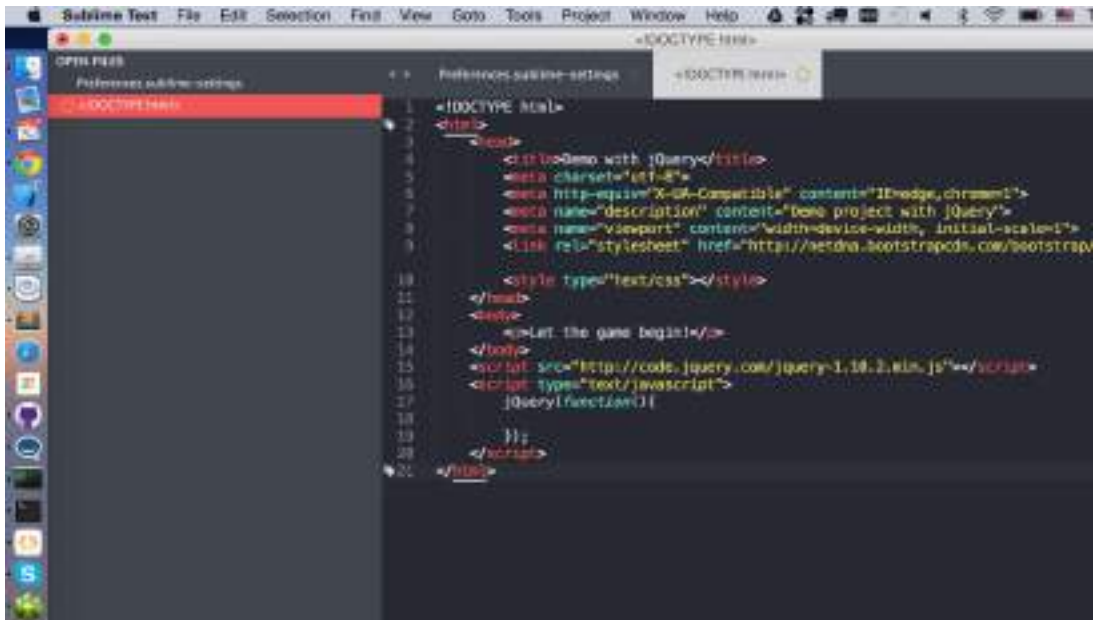 Sublime Text File Edit Selection Find View Goto Tools Project Window Help
<!DOCTYPE html>
OPEN FILES
Preferences.sublime-settings
<!DOCTYPE html>
Preferences.sublime-settings
<!DOCTYPE html>
1 <!DOCTYPE html>
2 <html>
3 <head>
4 <title>Demo with jQuery</title>
5 <meta charset="utf-8">
6 <meta http-equiv="X-UA-Compatible" content="IE=edge,chrome=1">
7 <meta name="description" content="Demo project with jQuery">
8 <meta name="viewport" content="width=device-width, initial-scale=1">
9 <link rel="stylesheet" href="http://netdna.bootstrapcdn.com/bootstrap/
10 <style type="text/css"></style>
11 </head>
12 <body>
13 <p>Let the game begin!</p>
14 </body>
15 <script src="http://code.jquery.com/jquery-1.10.2.min.js"></script>
16 <script type="text/javascript">
17 jQuery(function(){
18
19 });
20 </script>
21 </html>